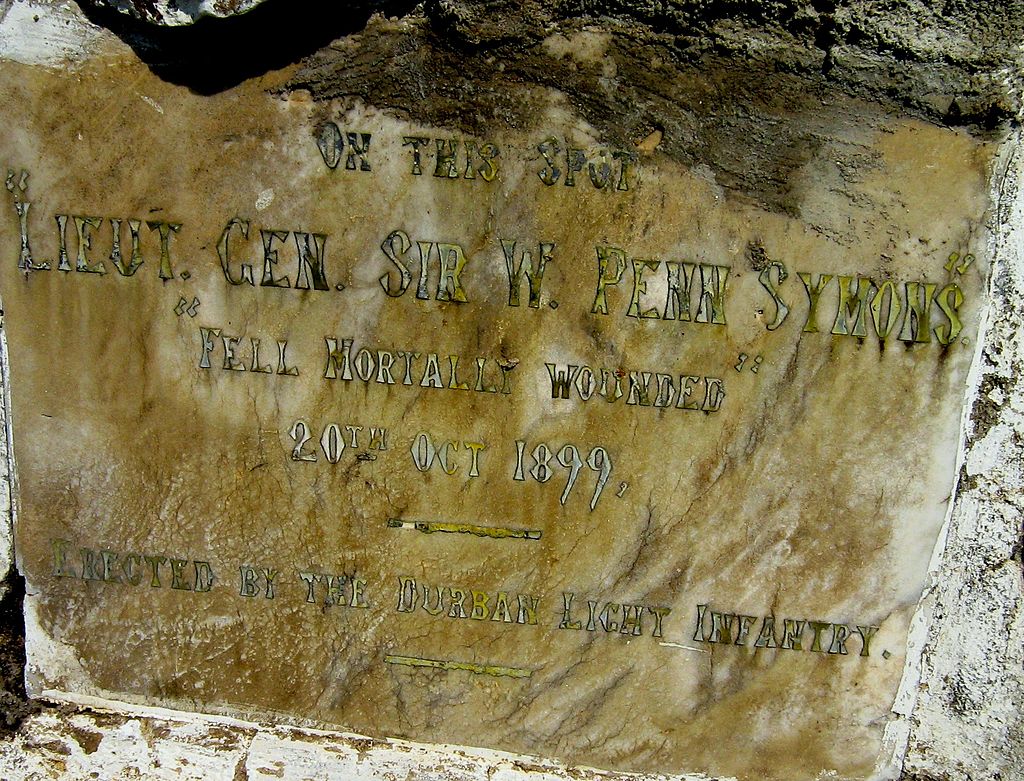 On this Spot
"Lieut. Gen. Sir W. Penn Symons".
"Fell Mortally wounded"
20th Oct 1899,
Erected by the Durban Light Infantry.